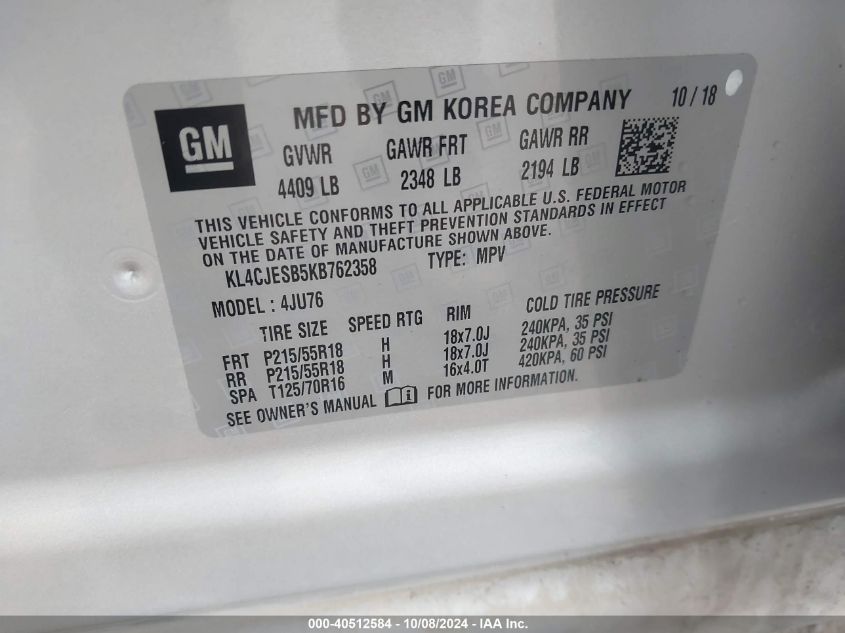 GM
MFD BY GM KOREA COMPANY 10/18
GVWR GAWR FRT GAWR RR
4409 LB 2348 LB 2194 LB
THIS VEHICLE CONFORMS TO ALL APPLICABLE U.S. FEDERAL MOTOR
VEHICLE SAFETY AND THEFT PREVENTION STANDARDS IN EFFECT
ON THE DATE OF MANUFACTURE SHOWN ABOVE.
KL4CJESB5KB762358 TYPE: MPV
MODEL: 4JU76
TIRE SIZE SPEED RTG RIM COLD TIRE PRESSURE
FRT P215/55R18 H 18x7.0J 240KPA, 35 PSI
RR P215/55R18 H 18x7.0J 240KPA, 35 PSI
SPA T125/70R16 M 16x4.0T 420KPA, 60 PSI
SEE OWNER'S MANUAL FOR MORE INFORMATION.
000-40512584 - 10/08/2024 - IAA Inc.